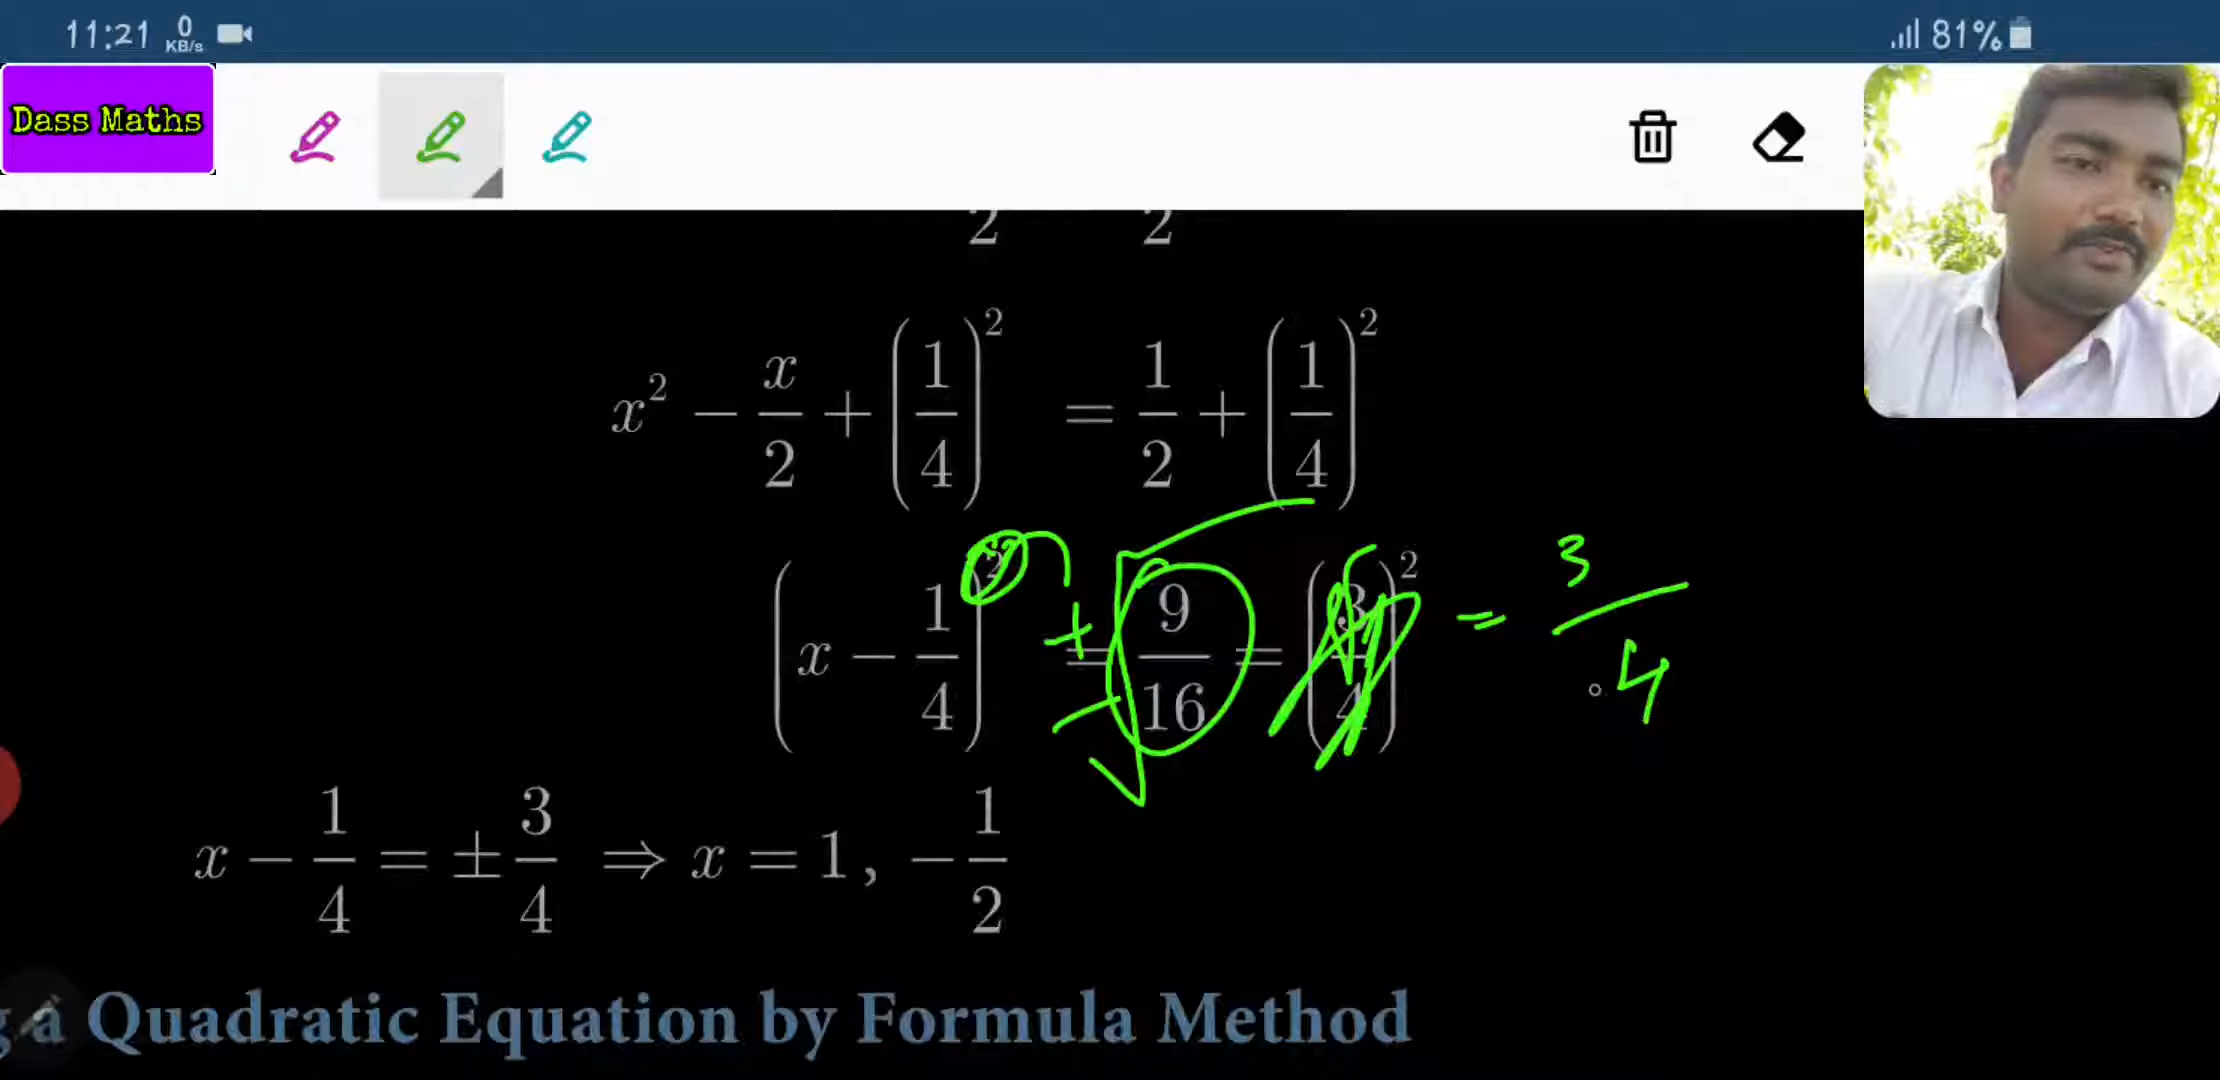 11:21 0 KB/s 81%
Dass Maths
2 2
x² − x/2 + (1/4)² = 1/2 + (1/4)²
(x − 1/4)² = 9/16 = (3/4)² = 3/4
+ − √
x − 1/4 = ± 3/4 ⇒ x = 1, − 1/2
a Quadratic Equation by Formula Method